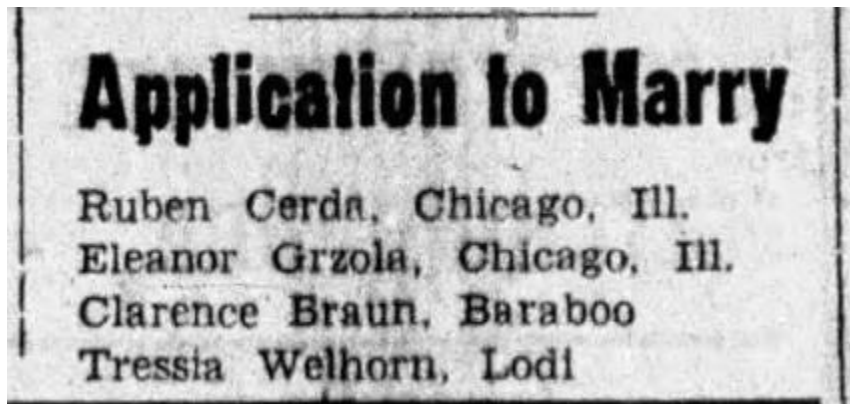 Application to Marry
Ruben Cerda, Chicago, Ill.
Eleanor Grzola, Chicago, Ill.
Clarence Braun, Baraboo
Tressia Welhorn, Lodi